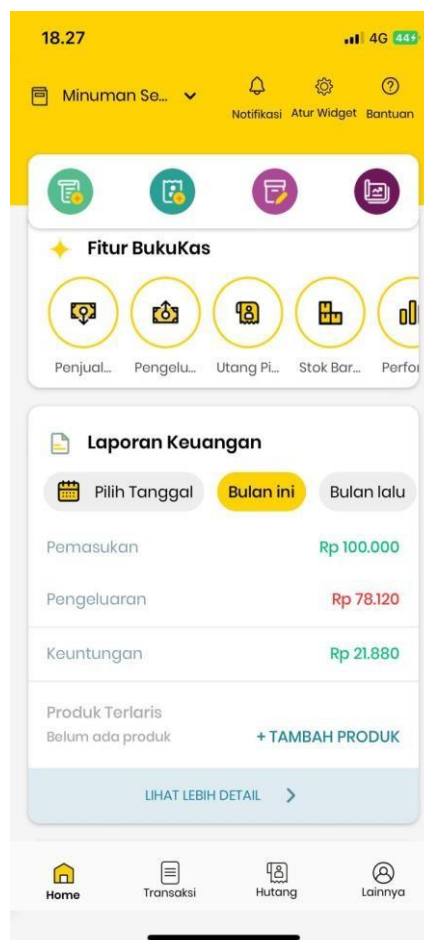 18.27
4G 44
Minuman Se...
Notifikasi Atur Widget Bantuan
Fitur BukuKas
Penjual... Pengelu... Utang Pi... Stok Bar... Perfor
Laporan Keuangan
Pilih Tanggal Bulan ini Bulan lalu
Pemasukan Rp 100.000
Pengeluaran Rp 78.120
Keuntungan Rp 21.880
Produk Terlaris
Belum ada produk + TAMBAH PRODUK
LIHAT LEBIH DETAIL
Home Transaksi Hutang Lainnya